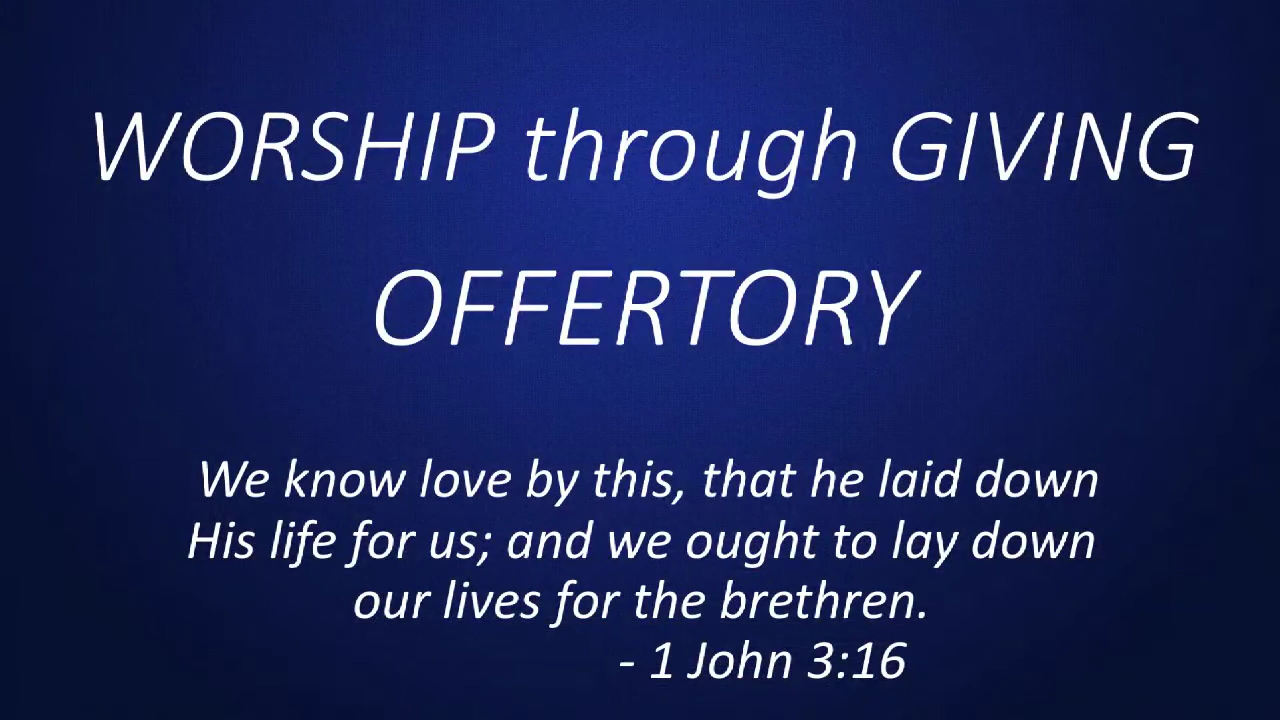 WORSHIP through GIVING
OFFERTORY
We know love by this, that he laid down
His life for us; and we ought to lay down
our lives for the brethren.
- 1 John 3:16